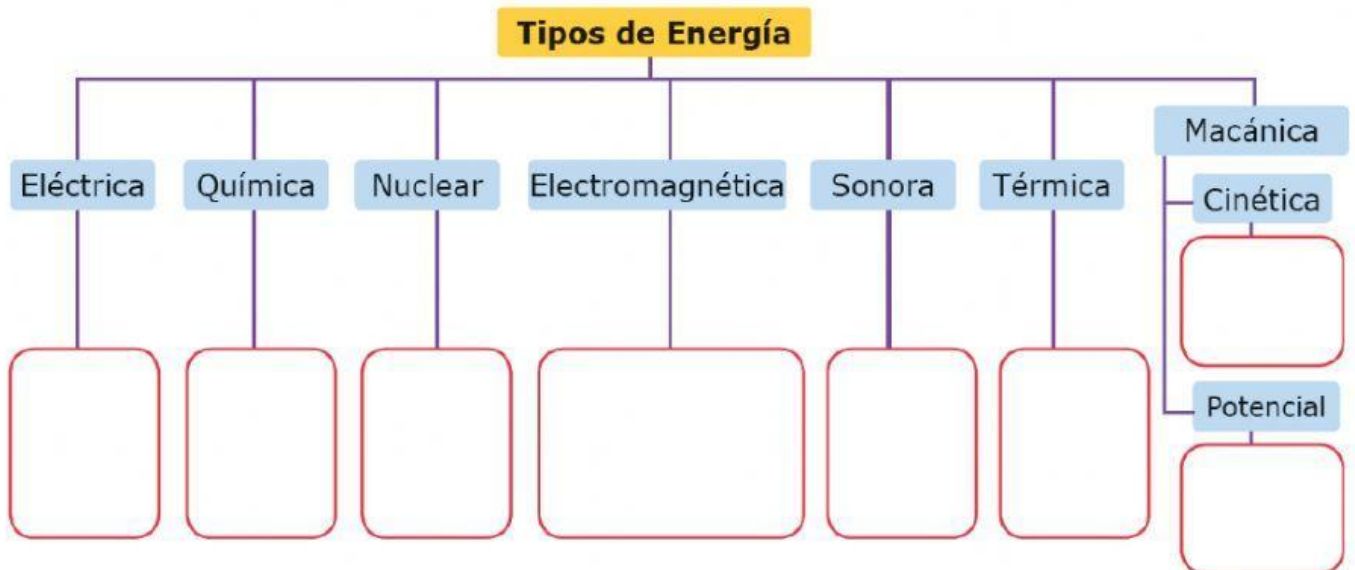 Tipos de Energía
Macánica
Eléctrica Química Nuclear Electromagnética Sonora Térmica
Cinética
Potencial